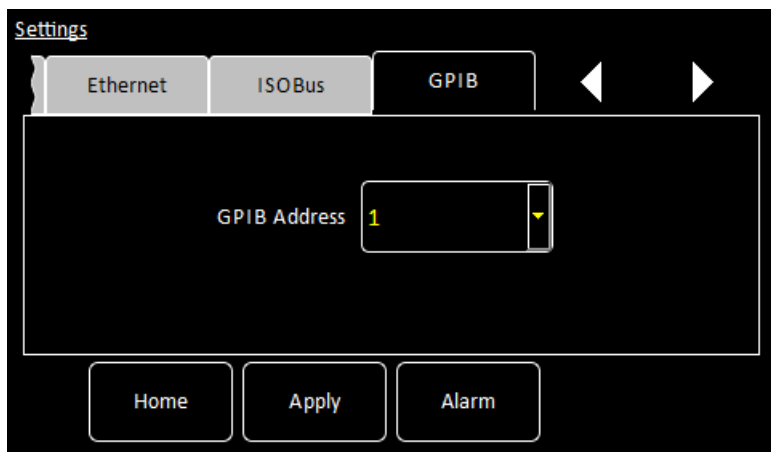 Settings
Ethernet ISOBus GPIB
GPIB Address 1
Home Apply Alarm